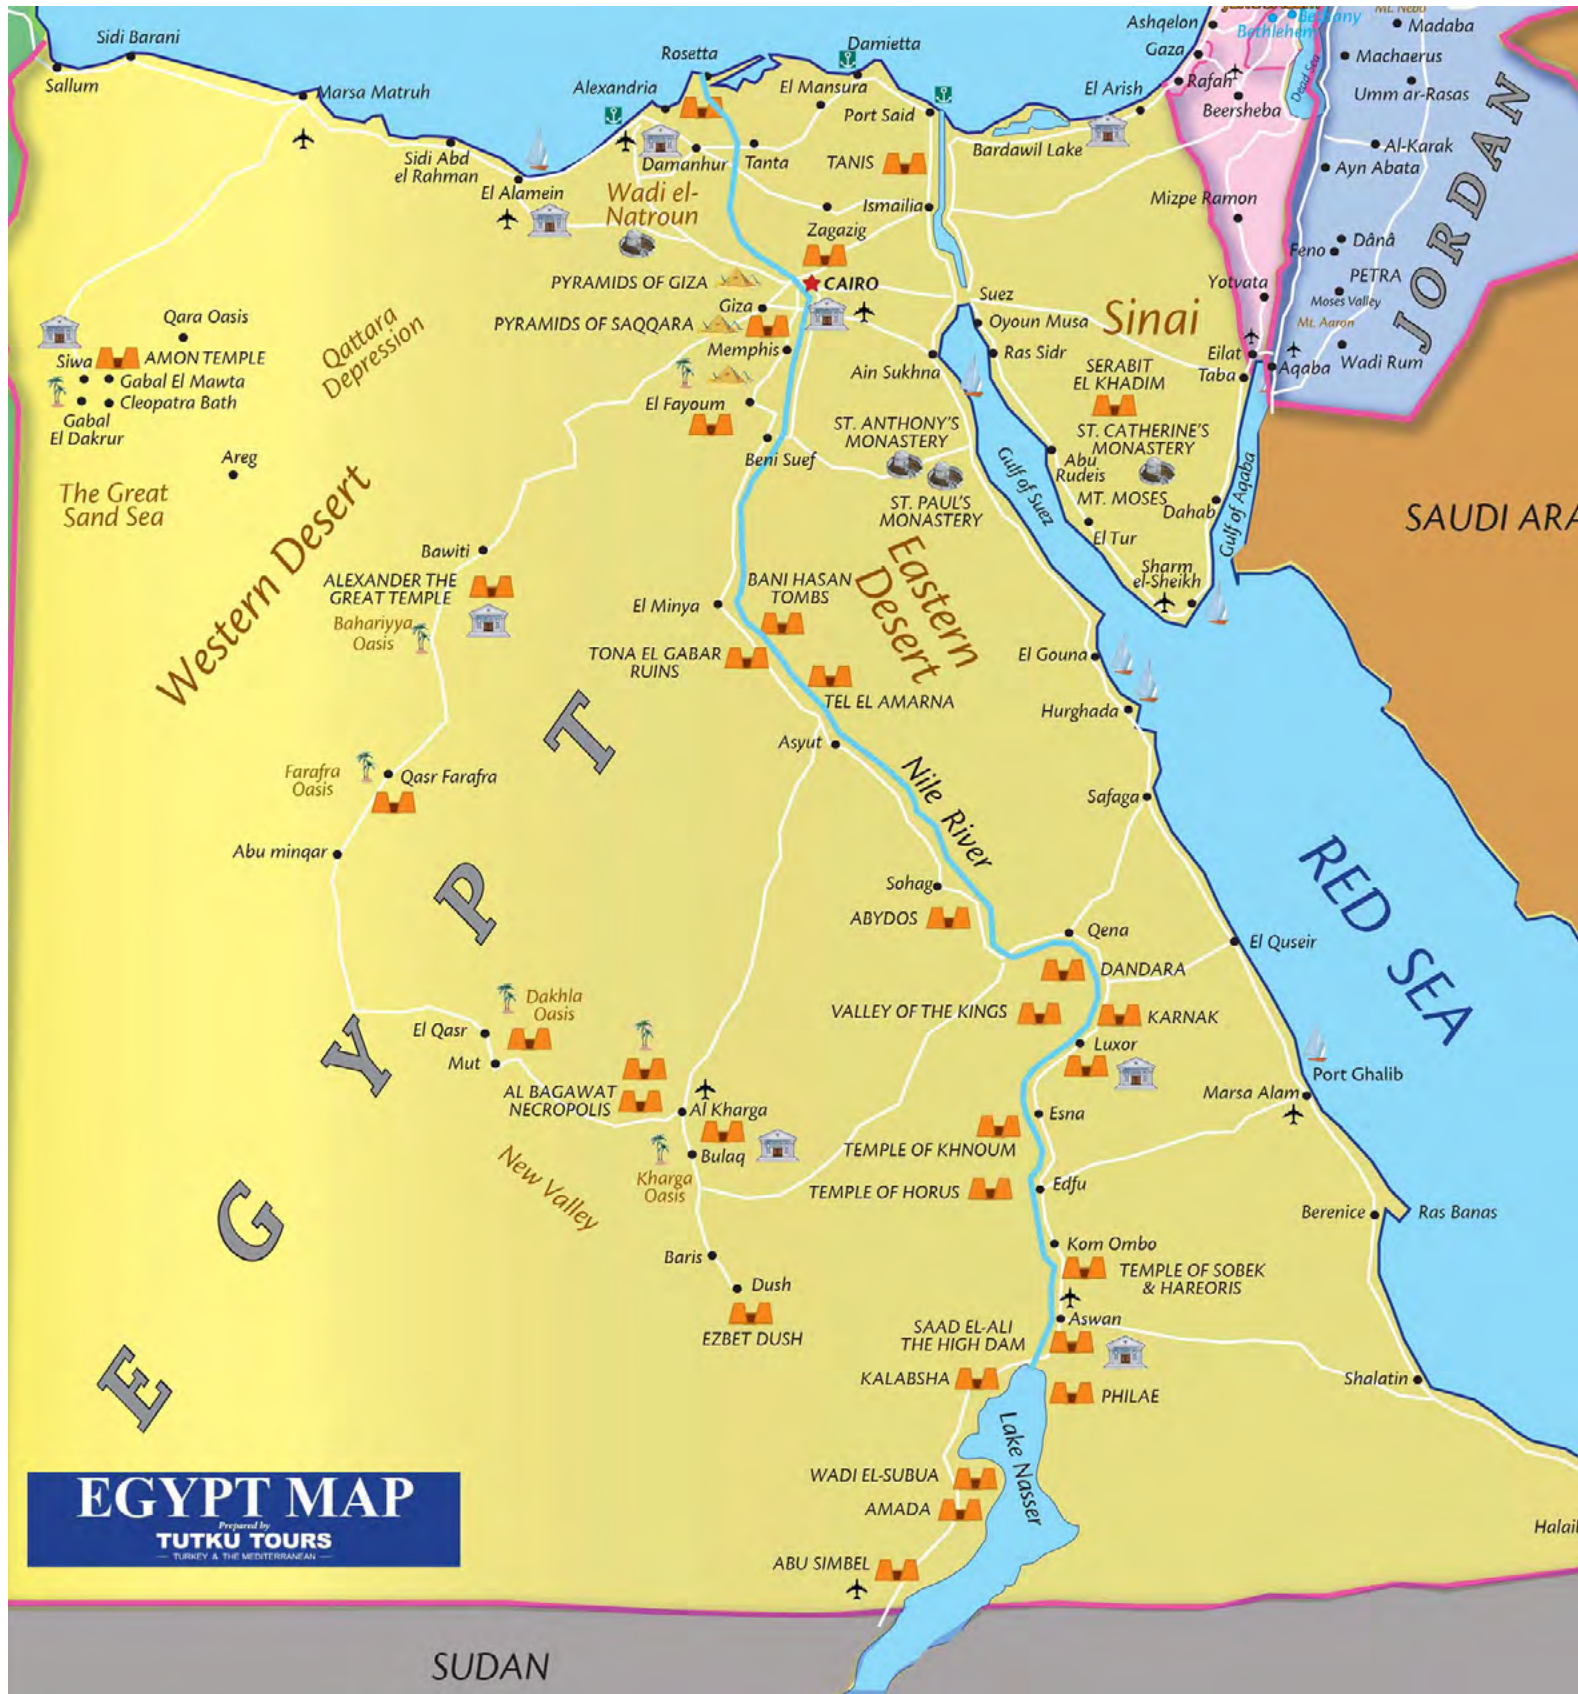 Sidi Barani
Sallum
Marsa Matruh
Sidi Abd
el Rahman
El Alamein
Rosetta
Alexandria
Damietta
El Mansura
Port Said
Damanhur
Tanta
TANIS
Wadi el-
Natroun
Ismailia
Zagazig
Bardawil Lake
El Arish
Ashqelon
Gaza
Rafah
Beersheba
Bethany
Bethlehem
Dead Sea
Mt. Nebo
Madaba
Machaerus
Umm ar-Rasas
Al-Karak
Ayn Abata
JORDAN
Mizpe Ramon
Dânâ
Feno
PETRA
Moses Valley
Mt. Aaron
Wadi Rum
Yotvata
Eilat
Taba
Aqaba
PYRAMIDS OF GIZA
CAIRO
Giza
PYRAMIDS OF SAQQARA
Memphis
Suez
Oyoun Musa
Ras Sidr
Ain Sukhna
Sinai
SERABIT
EL KHADIM
ST. CATHERINE'S
MONASTERY
Abu
Rudeis
MT. MOSES
Dahab
El Tur
Sharm
el-Sheikh
Gulf of Suez
Gulf of Aqaba
SAUDI ARA
Qara Oasis
Siwa
AMON TEMPLE
Gabal El Mawta
Cleopatra Bath
Gabal
El Dakrur
Qattara
Depression
Areg
The Great
Sand Sea
Western Desert
El Fayoum
Beni Suef
ST. ANTHONY'S
MONASTERY
ST. PAUL'S
MONASTERY
Eastern
Desert
Bawiti
ALEXANDER THE
GREAT TEMPLE
Bahariyya
Oasis
El Minya
BANI HASAN
TOMBS
TONA EL GABAR
RUINS
TEL EL AMARNA
Asyut
El Gouna
Hurghada
Safaga
Nile River
Farafra
Oasis
Qasr Farafra
Abu minqar
Sohag
ABYDOS
Qena
DANDARA
El Quseir
RED SEA
VALLEY OF THE KINGS
KARNAK
Luxor
Dakhla
Oasis
El Qasr
Mut
AL BAGAWAT
NECROPOLIS
Al Kharga
Bulaq
Kharga
Oasis
New Valley
Esna
TEMPLE OF KHNOUM
TEMPLE OF HORUS
Edfu
Port Ghalib
Marsa Alam
Berenice
Ras Banas
Baris
Dush
EZBET DUSH
Kom Ombo
TEMPLE OF SOBEK
& HAREORIS
Aswan
SAAD EL-ALI
THE HIGH DAM
KALABSHA
PHILAE
Shalatin
Lake Nasser
WADI EL-SUBUA
AMADA
ABU SIMBEL
Halail
EGYPT
EGYPT MAP
Prepared by
TUTKU TOURS
— TURKEY & THE MEDITERRANEAN —
SUDAN